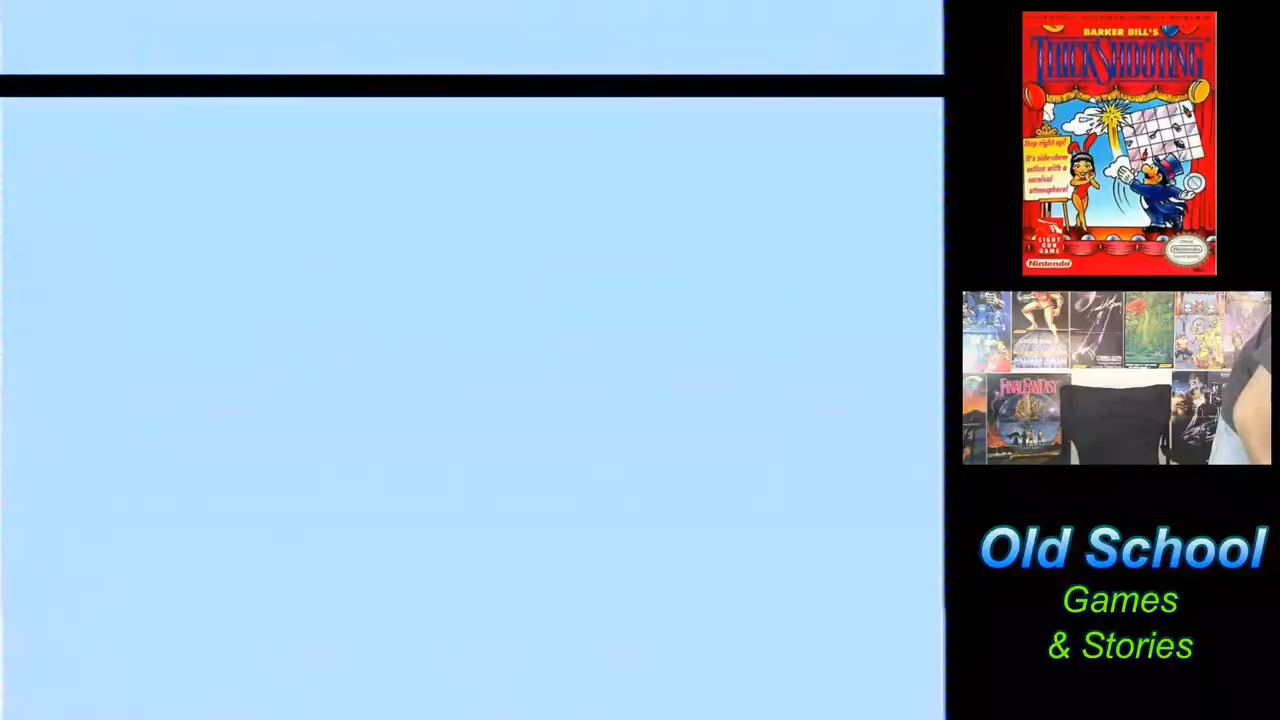 BARKER BILL'S
TRICK SHOOTING
Step right up!
It's side-show
action with a
carnival
atmosphere!
LIGHT
GUN
GAME
Nintendo
Nintendo
FINAL FANTASY
Old School
Games
& Stories